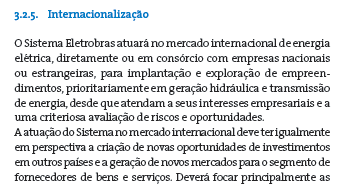 3.2.5. Internacionalização
O Sistema Eletrobras atuará no mercado internacional de energia
elétrica, diretamente ou em consórcio com empresas nacionais
ou estrangeiras, para implantação e exploração de empreen-
dimentos, prioritariamente em geração hidráulica e transmissão
de energia, desde que atendam a seus interesses empresariais e a
uma criteriosa avaliação de riscos e oportunidades.
A atuação do Sistema no mercado internacional deve ter igualmente
em perspectiva a criação de novas oportunidades de investimentos
em outros países e a geração de novos mercados para o segmento de
fornecedores de bens e serviços. Deverá focar principalmente as